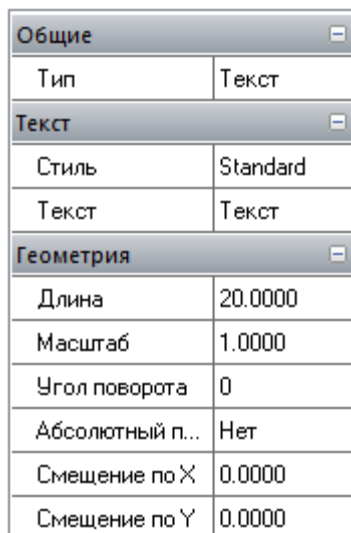 Общие
Тип Текст
Текст
Стиль Standard
Текст Текст
Геометрия
Длина 20.0000
Масштаб 1.0000
Угол поворота 0
Абсолютный п... Нет
Смещение по X 0.0000
Смещение по Y 0.0000